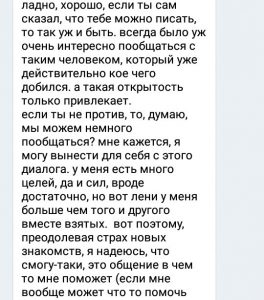 ладно, хорошо, если ты сам
сказал, что тебе можно писать,
то так уж и быть. всегда было уж
очень интересно пообщаться с
таким человеком, который уже
действительно кое чего
добился. а такая открытость
только привлекает.
если ты не против, то, думаю,
мы можем немного
пообщаться? мне кажется, я
могу вынести для себя с этого
диалога. у меня есть много
целей, да и сил, вроде
достаточно, но вот лени у меня
больше чем того и другого
вместе взятых.  вот поэтому,
преодолевая страх новых
знакомств, я надеюсь, что
смогу-таки, это общение в чем
то мне поможет (если мне
вообще может что то помочь